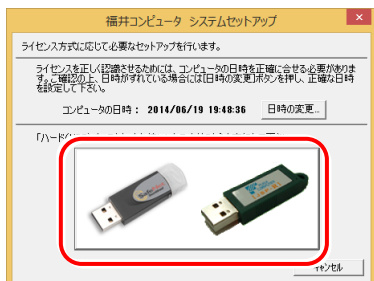 福井コンピュータ システムセットアップ
ライセンス方式に応じて必要なセットアップを行います。
ライセンスを正しく認識させるためには、コンピュータの日時を正確に合せる必要がありま
す。ご確認の上、日時がずれている場合には[日時の変更]ボタンを押し、正確な日時
を設定して下さい。
コンピュータの日時: 2014/06/19 19:48:36 日時の変更...
「ハード
キャンセル